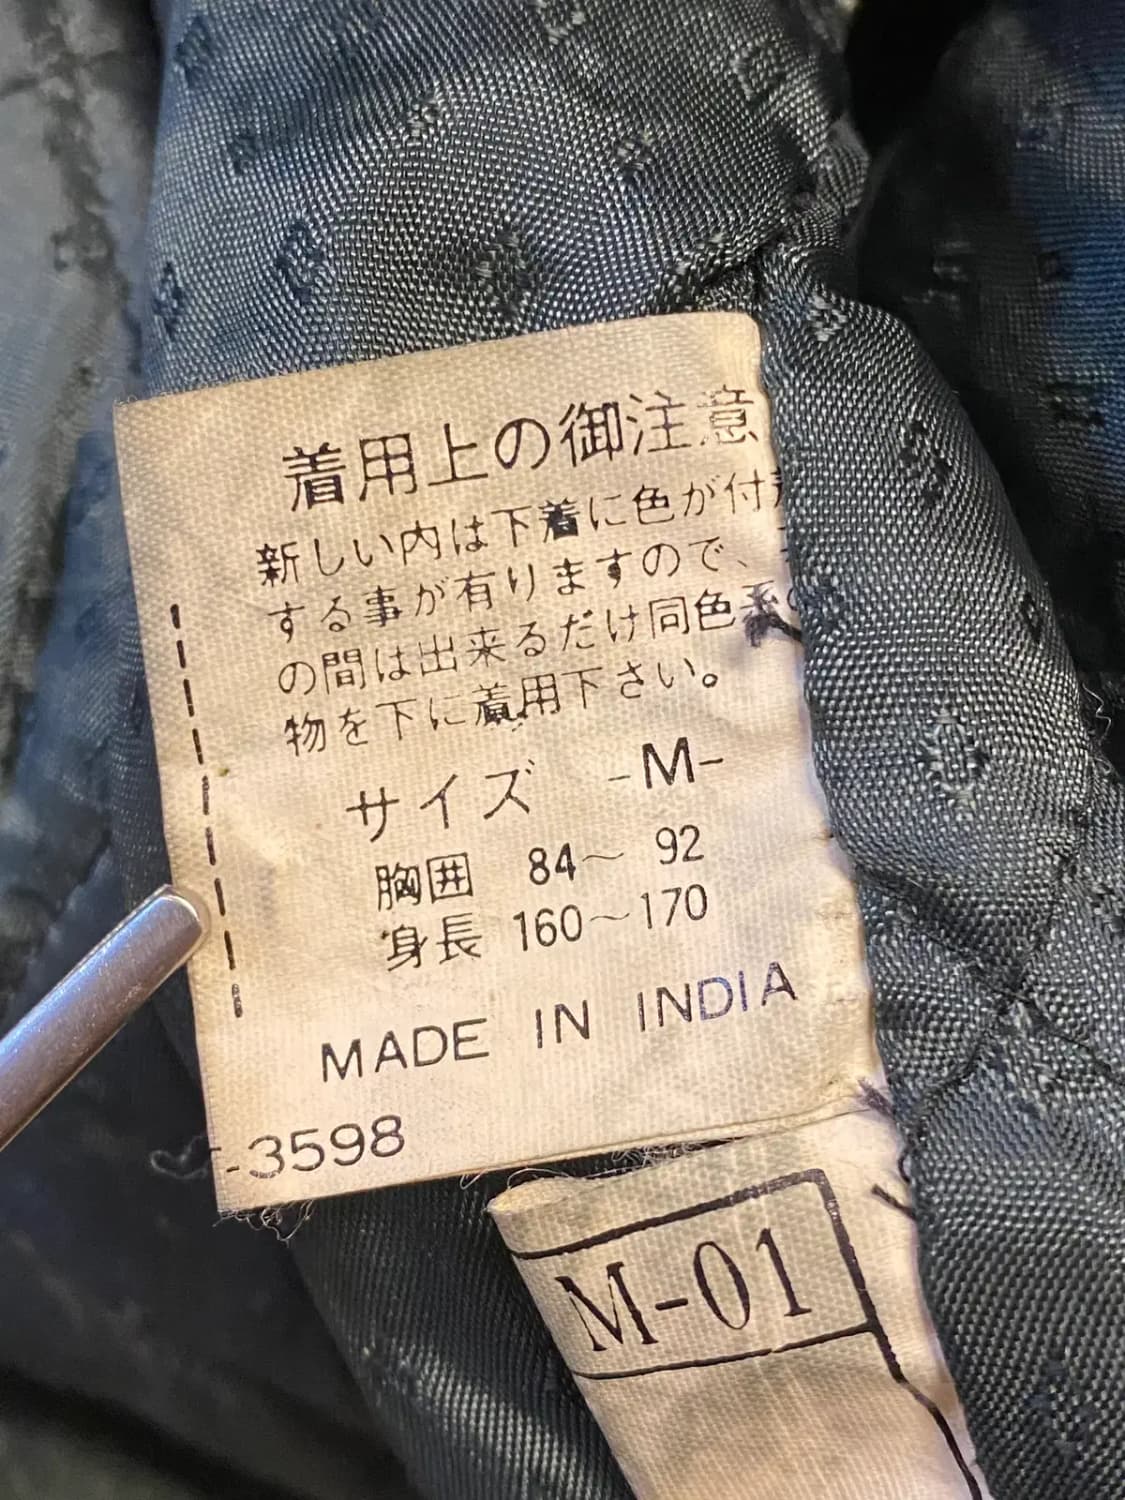 着用上の御注意
新しい内は下着に色が付
する事が有りますので、
の間は出来るだけ同色系の
物を下に着用下さい。
サイズ -M-
胸囲 84～ 92
身長 160～170
MADE IN INDIA
-3598
M-01